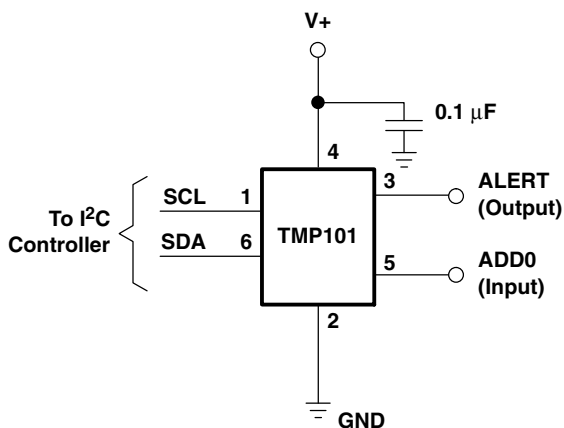 V+
0.1 μF
4
3
ALERT
(Output)
SCL
1
To I²C
Controller
SDA
6
TMP101
5
ADD0
(Input)
2
GND